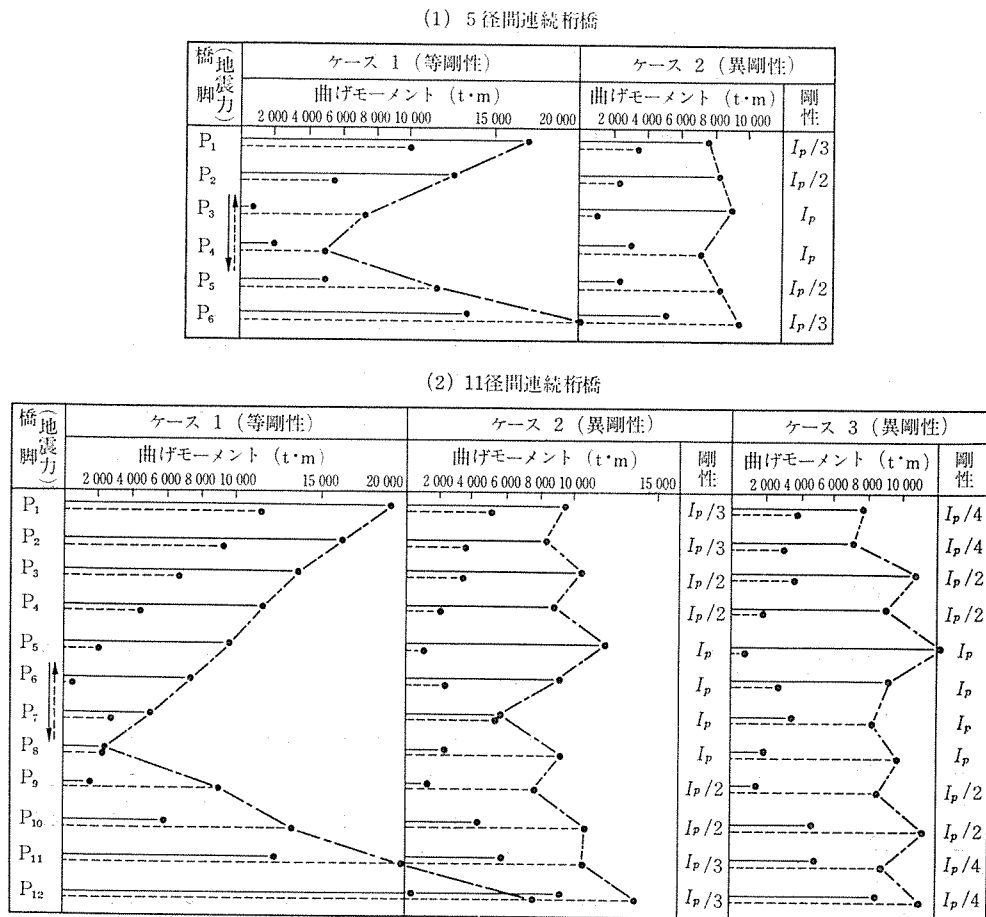 (1) 5径間連続桁橋
橋脚 (地震力) ケース 1 (等剛性) ケース 2 (異剛性)
曲げモーメント (t・m) 曲げモーメント (t・m) 剛性
2 000 4 000 6 000 8 000 10 000 15 000 20 000 2 000 4 000 6 000 8 000 10 000
P₁ Iₚ/3
P₂ Iₚ/2
P₃ Iₚ
P₄ Iₚ
P₅ Iₚ/2
P₆ Iₚ/3
(2) 11径間連続桁橋
橋脚 (地震力) ケース 1 (等剛性) ケース 2 (異剛性) ケース 3 (異剛性)
曲げモーメント (t・m) 曲げモーメント (t・m) 剛性 曲げモーメント (t・m) 剛性
2 000 4 000 6 000 8 000 10 000 15 000 20 000 2 000 4 000 6 000 8 000 10 000 15 000 2 000 4 000 6 000 8 000 10 000
P₁ Iₚ/3 Iₚ/4
P₂ Iₚ/3 Iₚ/4
P₃ Iₚ/2 Iₚ/2
P₄ Iₚ/2 Iₚ/2
P₅ Iₚ Iₚ
P₆ Iₚ Iₚ
P₇ Iₚ Iₚ
P₈ Iₚ Iₚ
P₉ Iₚ/2 Iₚ/2
P₁₀ Iₚ/2 Iₚ/2
P₁₁ Iₚ/3 Iₚ/4
P₁₂ Iₚ/3 Iₚ/4